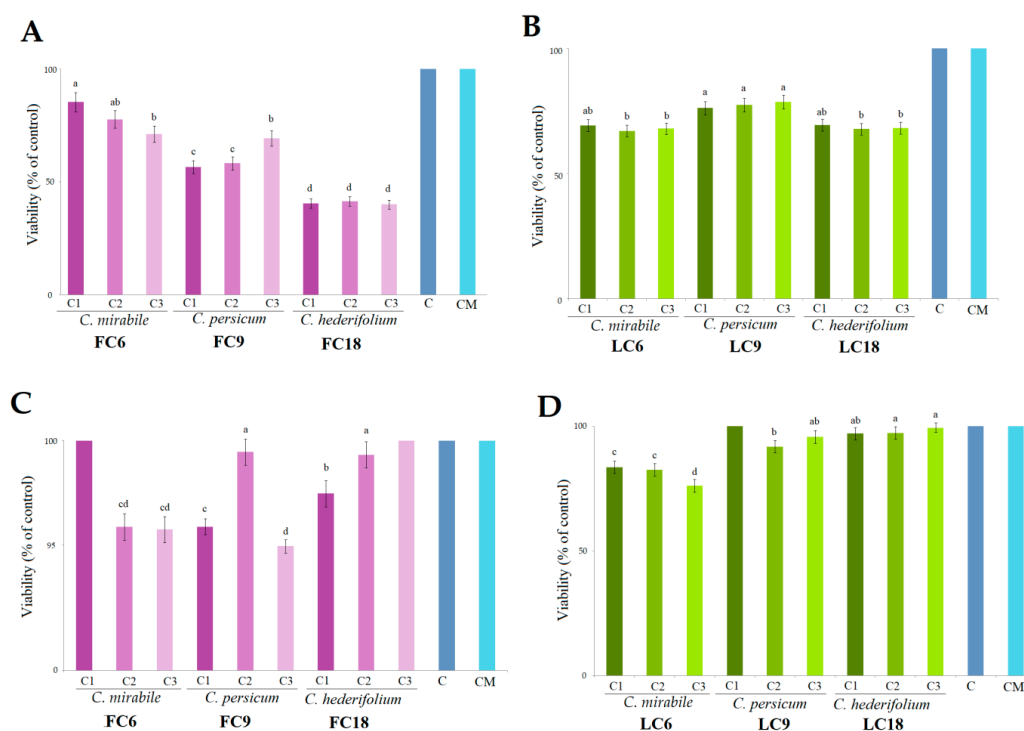 A
Viability (% of control)
100
50
0
a
ab
b
c
c
b
d
d
d
C1 C2 C3 C1 C2 C3 C1 C2 C3 C CM
C. mirabile C. persicum C. hederifolium
FC6 FC9 FC18
B
Viability (% of control)
100
50
0
ab
b
b
a
a
a
ab
b
b
C1 C2 C3 C1 C2 C3 C1 C2 C3 C CM
C. mirabile C. persicum C. hederifolium
LC6 LC9 LC18
C
Viability (% of control)
100
95
0
cd
cd
c
a
d
b
a
C1 C2 C3 C1 C2 C3 C1 C2 C3 C CM
C. mirabile C. persicum C. hederifolium
FC6 FC9 FC18
D
Viability (% of control)
100
50
0
c
c
d
b
ab
ab
a
a
C1 C2 C3 C1 C2 C3 C1 C2 C3 C CM
C. mirabile C. persicum C. hederifolium
LC6 LC9 LC18